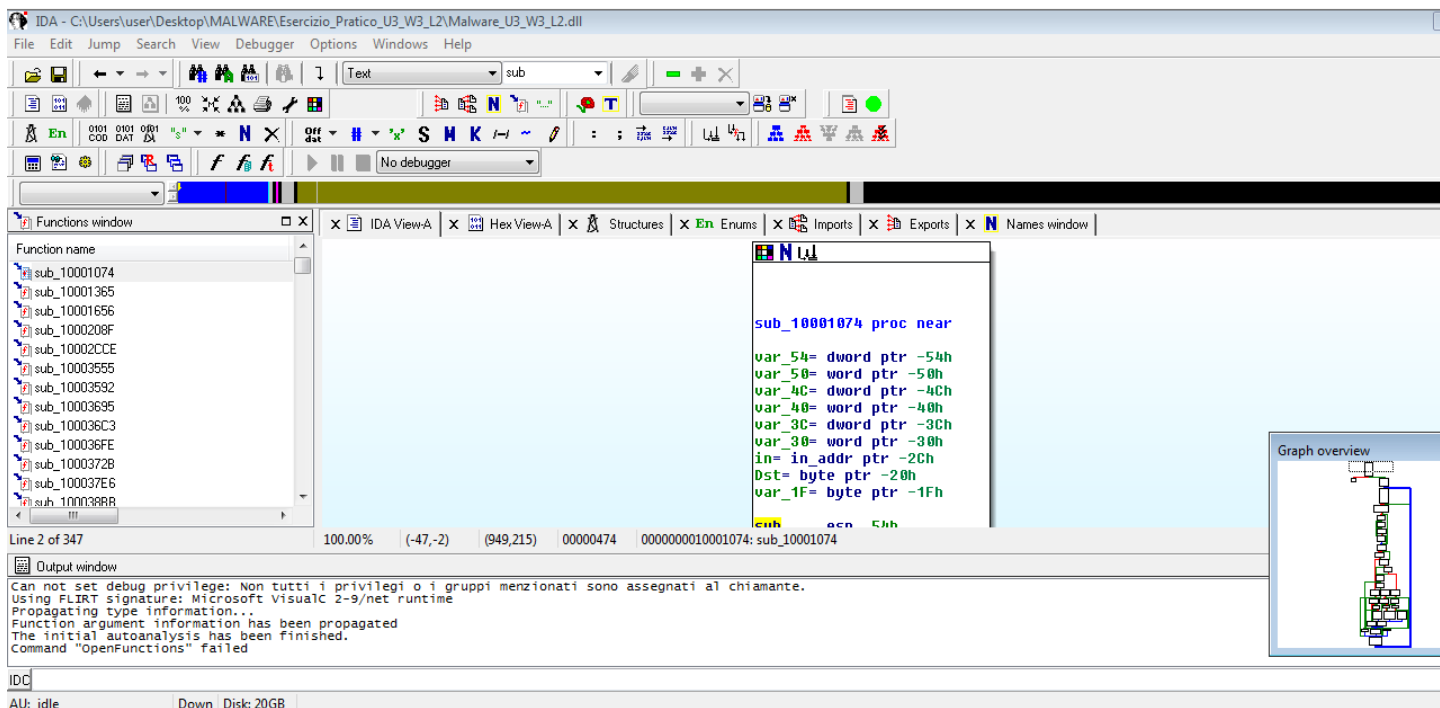 IDA - C:\Users\user\Desktop\MALWARE\Esercizio_Pratico_U3_W3_L2\Malware_U3_W3_L2.dll
File Edit Jump Search View Debugger Options Windows Help
Text sub
En
No debugger
Functions window
IDA View-A Hex View-A Structures En Enums Imports Exports N Names window
Function name
sub_10001074
sub_10001365
sub_10001656
sub_1000208F
sub_10002CCE
sub_10003555
sub_10003592
sub_10003695
sub_100036C3
sub_100036FE
sub_1000372B
sub_100037E6
sub_100038BB
sub_10001074 proc near
var_54= dword ptr -54h
var_50= word ptr -50h
var_4C= dword ptr -4Ch
var_40= word ptr -40h
var_3C= dword ptr -3Ch
var_30= word ptr -30h
in= in_addr ptr -2Ch
Dst= byte ptr -20h
var_1F= byte ptr -1Fh
sub esp, 54h
Graph overview
Line 2 of 347
100.00% (-47,-2) (949,215) 00000474 0000000010001074: sub_10001074
Output window
Can not set debug privilege: Non tutti i privilegi o i gruppi menzionati sono assegnati al chiamante.
Using FLIRT signature: Microsoft VisualC 2-9/net runtime
Propagating type information...
Function argument information has been propagated
The initial autoanalysis has been finished.
Command "OpenFunctions" failed
IDC
AU: idle Down Disk: 20GB